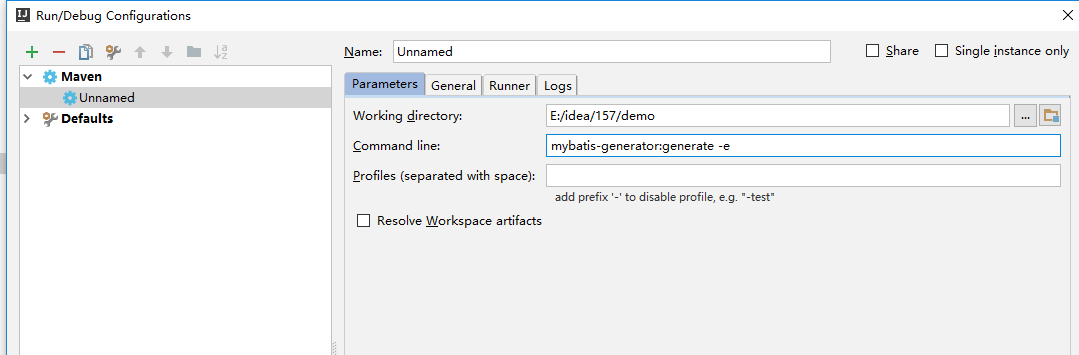 Run/Debug Configurations
Name: Unnamed
Share
Single instance only
Maven
Unnamed
Defaults
Parameters General Runner Logs
Working directory: E:/idea/157/demo ...
Command line: mybatis-generator:generate -e
Profiles (separated with space):
add prefix '-' to disable profile, e.g. "-test"
Resolve Workspace artifacts